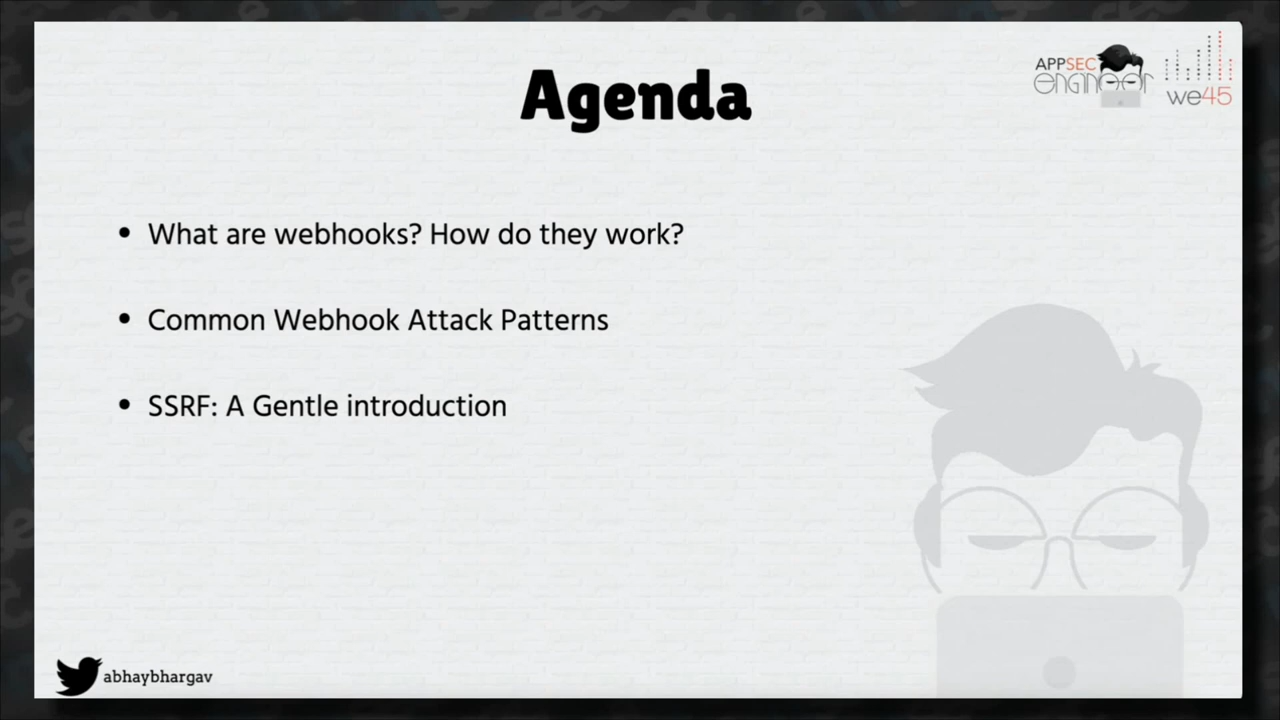 Agenda
APPSEC
engineer
we45
• What are webhooks? How do they work?
• Common Webhook Attack Patterns
• SSRF: A Gentle introduction
abhaybhargav